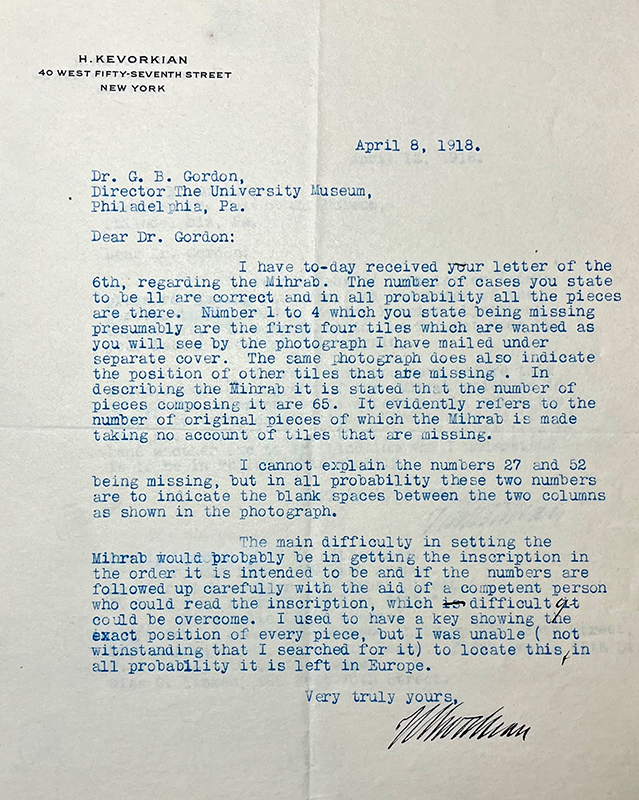 H. KEVORKIAN
40 WEST FIFTY-SEVENTH STREET
NEW YORK
April 8, 1918.
Dr. G. B. Gordon,
Director The University Museum,
Philadelphia, Pa.
Dear Dr. Gordon:
I have to-day received your letter of the
6th, regarding the Mihrab. The number of cases you state
to be 11 are correct and in all probability all the pieces
are there. Number 1 to 4 which you state being missing
presumably are the first four tiles which are wanted as
you will see by the photograph I have mailed under
separate cover. The same photograph does also indicate
the position of other tiles that are missing . In
describing the Mihrab it is stated that the number of
pieces composing it are 65. It evidently refers to the
number of original pieces of which the Mihrab is made
taking no account of tiles that are missing.
I cannot explain the numbers 27 and 52
being missing, but in all probability these two numbers
are to indicate the blank spaces between the two columns
as shown in the photograph.
The main difficulty in setting the
Mihrab would probably be in getting the inscription in
the order it is intended to be and if the numbers are
followed up carefully with the aid of a competent person
who could read the inscription, which is difficulty
could be overcome. I used to have a key showing the
exact position of every piece, but I was unable ( not
withstanding that I searched for it) to locate this, in
all probability it is left in Europe.
Very truly yours,
H Kevorkian